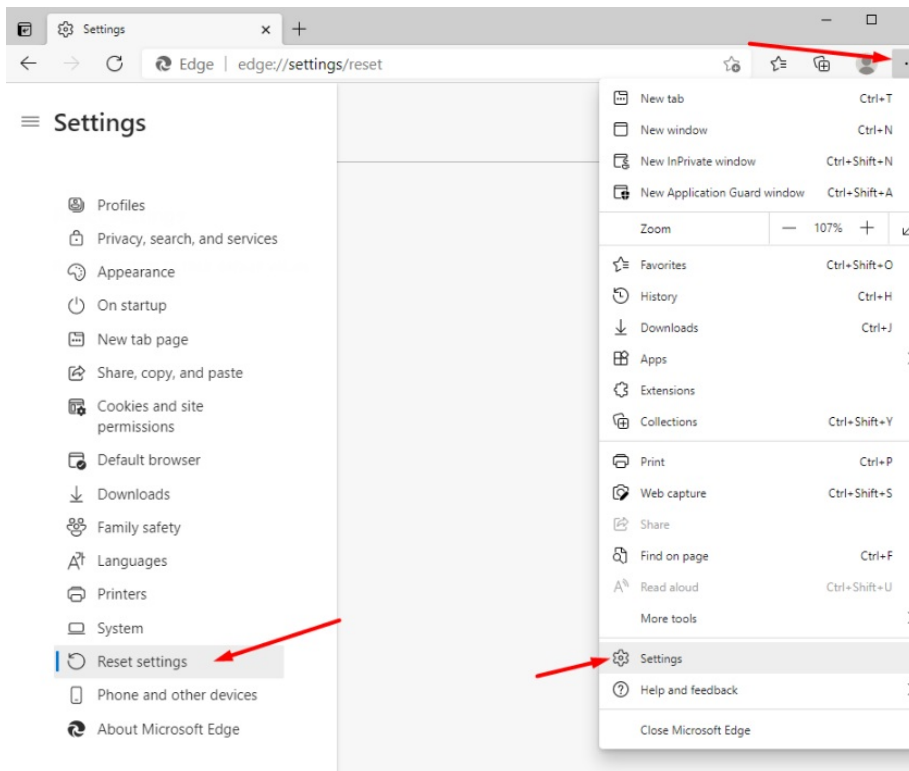 Settings
Edge | edge://settings/reset
Settings
Profiles
Privacy, search, and services
Appearance
On startup
New tab page
Share, copy, and paste
Cookies and site
permissions
Default browser
Downloads
Family safety
Languages
Printers
System
Reset settings
Phone and other devices
About Microsoft Edge
New tab Ctrl+T
New window Ctrl+N
New InPrivate window Ctrl+Shift+N
New Application Guard window Ctrl+Shift+A
Zoom — 107% +
Favorites Ctrl+Shift+O
History Ctrl+H
Downloads Ctrl+J
Apps
Extensions
Collections Ctrl+Shift+Y
Print Ctrl+P
Web capture Ctrl+Shift+S
Share
Find on page Ctrl+F
Read aloud Ctrl+Shift+U
More tools
Settings
Help and feedback
Close Microsoft Edge